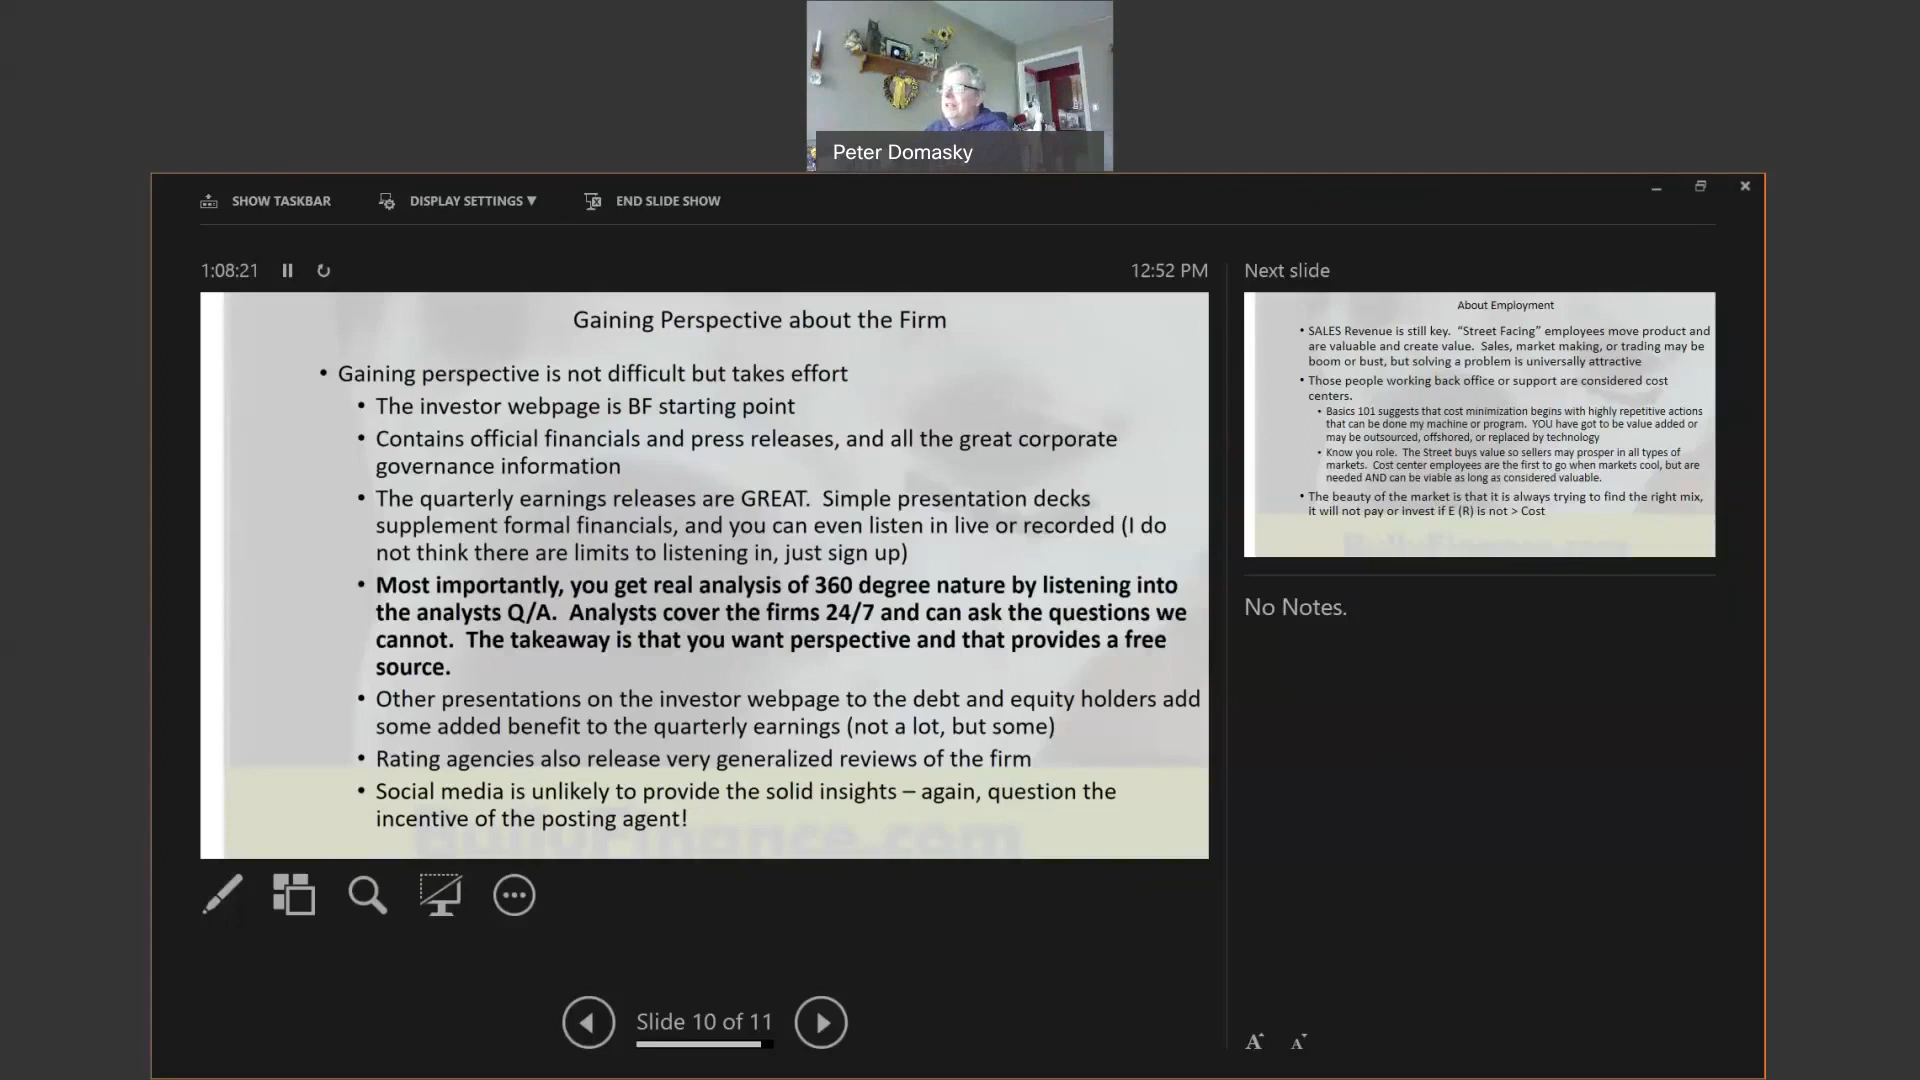 Peter Domasky
SHOW TASKBAR
DISPLAY SETTINGS ▼
END SLIDE SHOW
1:08:21
12:52 PM
Gaining Perspective about the Firm
• Gaining perspective is not difficult but takes effort
• The investor webpage is BF starting point
• Contains official financials and press releases, and all the great corporate
governance information
• The quarterly earnings releases are GREAT.  Simple presentation decks
supplement formal financials, and you can even listen in live or recorded (I do
not think there are limits to listening in, just sign up)
• Most importantly, you get real analysis of 360 degree nature by listening into
the analysts Q/A.  Analysts cover the firms 24/7 and can ask the questions we
cannot.  The takeaway is that you want perspective and that provides a free
source.
• Other presentations on the investor webpage to the debt and equity holders add
some added benefit to the quarterly earnings (not a lot, but some)
• Rating agencies also release very generalized reviews of the firm
• Social media is unlikely to provide the solid insights – again, question the
incentive of the posting agent!
BullyFinance.com
Slide 10 of 11
Next slide
About Employment
• SALES Revenue is still key.  “Street Facing” employees move product and
are valuable and create value.  Sales, market making, or trading may be
boom or bust, but solving a problem is universally attractive
• Those people working back office or support are considered cost
centers.
• Basics 101 suggests that cost minimization begins with highly repetitive actions
that can be done my machine or program.  YOU have got to be value added or
may be outsourced, offshored, or replaced by technology
• Know you role.  The Street buys value so sellers may prosper in all types of
markets.  Cost center employees are the first to go when markets cool, but are
needed AND can be viable as long as considered valuable.
• The beauty of the market is that it is always trying to find the right mix,
it will not pay or invest if E (R) is not > Cost
BullyFinance.com
No Notes.
A A